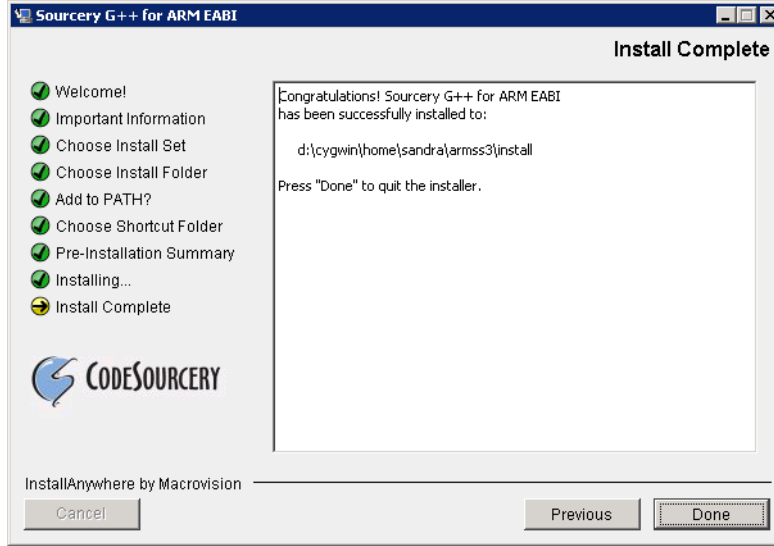 Sourcery G++ for ARM EABI
Install Complete
Welcome!
Important Information
Choose Install Set
Choose Install Folder
Add to PATH?
Choose Shortcut Folder
Pre-Installation Summary
Installing...
Install Complete
CODESOURCERY
Congratulations! Sourcery G++ for ARM EABI
has been successfully installed to:
d:\cygwin\home\sandra\armss3\install
Press "Done" to quit the installer.
InstallAnywhere by Macrovision
Cancel
Previous
Done